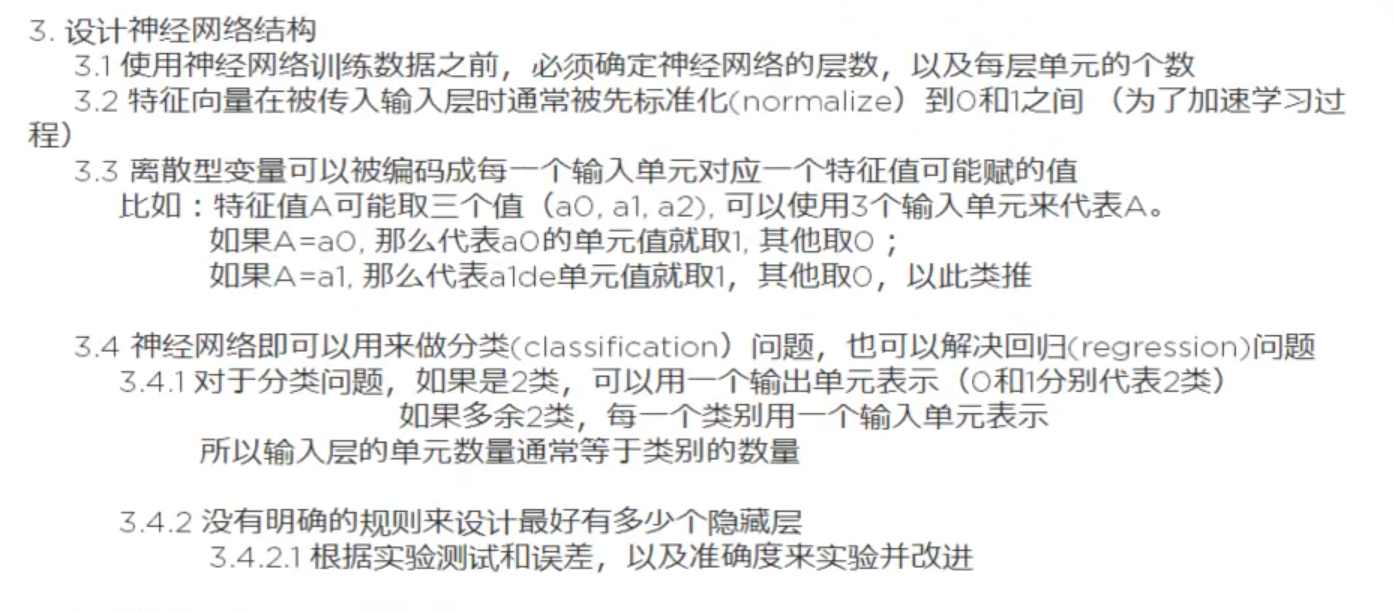 3. 设计神经网络结构
3.1 使用神经网络训练数据之前，必须确定神经网络的层数，以及每层单元的个数
3.2 特征向量在被传入输入层时通常被先标准化(normalize）到0和1之间 （为了加速学习过
程）
3.3 离散型变量可以被编码成每一个输入单元对应一个特征值可能赋的值
比如：特征值A可能取三个值（a0, a1, a2), 可以使用3个输入单元来代表A。
如果A=a0, 那么代表a0的单元值就取1, 其他取0；
如果A=a1, 那么代表a1de单元值就取1，其他取0，以此类推
3.4 神经网络即可以用来做分类(classification）问题，也可以解决回归(regression)问题
3.4.1 对于分类问题，如果是2类，可以用一个输出单元表示（0和1分别代表2类）
如果多余2类，每一个类别用一个输入单元表示
所以输入层的单元数量通常等于类别的数量
3.4.2 没有明确的规则来设计最好有多少个隐藏层
3.4.2.1 根据实验测试和误差，以及准确度来实验并改进